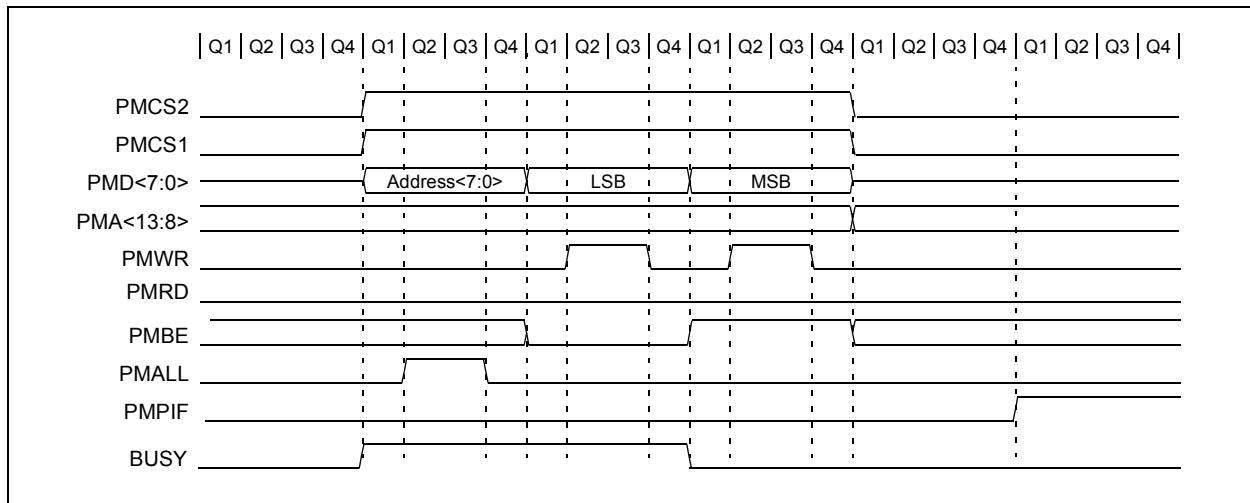 Q1 Q2 Q3 Q4 Q1 Q2 Q3 Q4 Q1 Q2 Q3 Q4 Q1 Q2 Q3 Q4 Q1 Q2 Q3 Q4 Q1 Q2 Q3 Q4
PMCS2
PMCS1
PMD<7:0> Address<7:0> LSB MSB
PMA<13:8>
PMWR
PMRD
PMBE
PMALL
PMPIF
BUSY